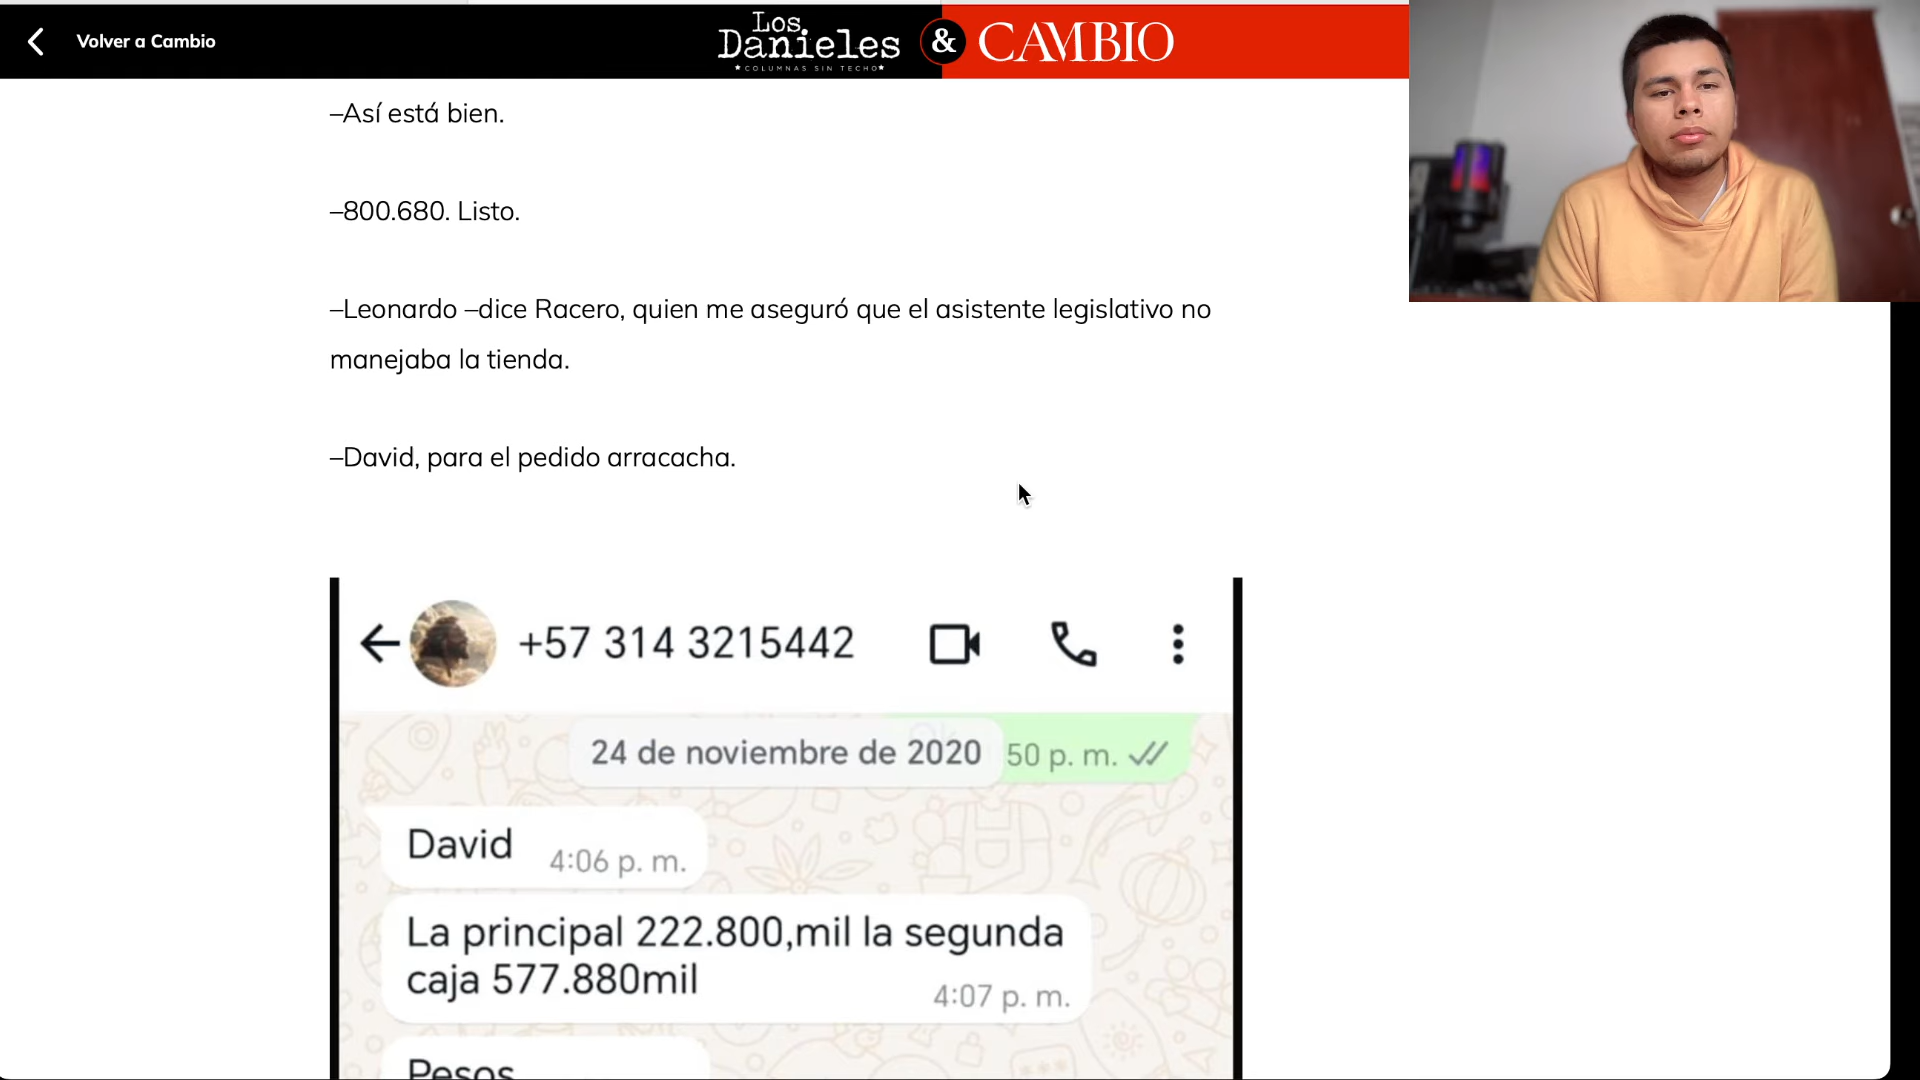 Volver a Cambio
Los
Danieles
★COLUMNAS SIN TECHO★
& CAMBIO
–Así está bien.
–800.680. Listo.
–Leonardo –dice Racero, quien me aseguró que el asistente legislativo no
manejaba la tienda.
–David, para el pedido arracacha.
+57 314 3215442
24 de noviembre de 2020
50 p. m.
David
4:06 p. m.
La principal 222.800,mil la segunda
caja 577.880mil
4:07 p. m.
Pesos